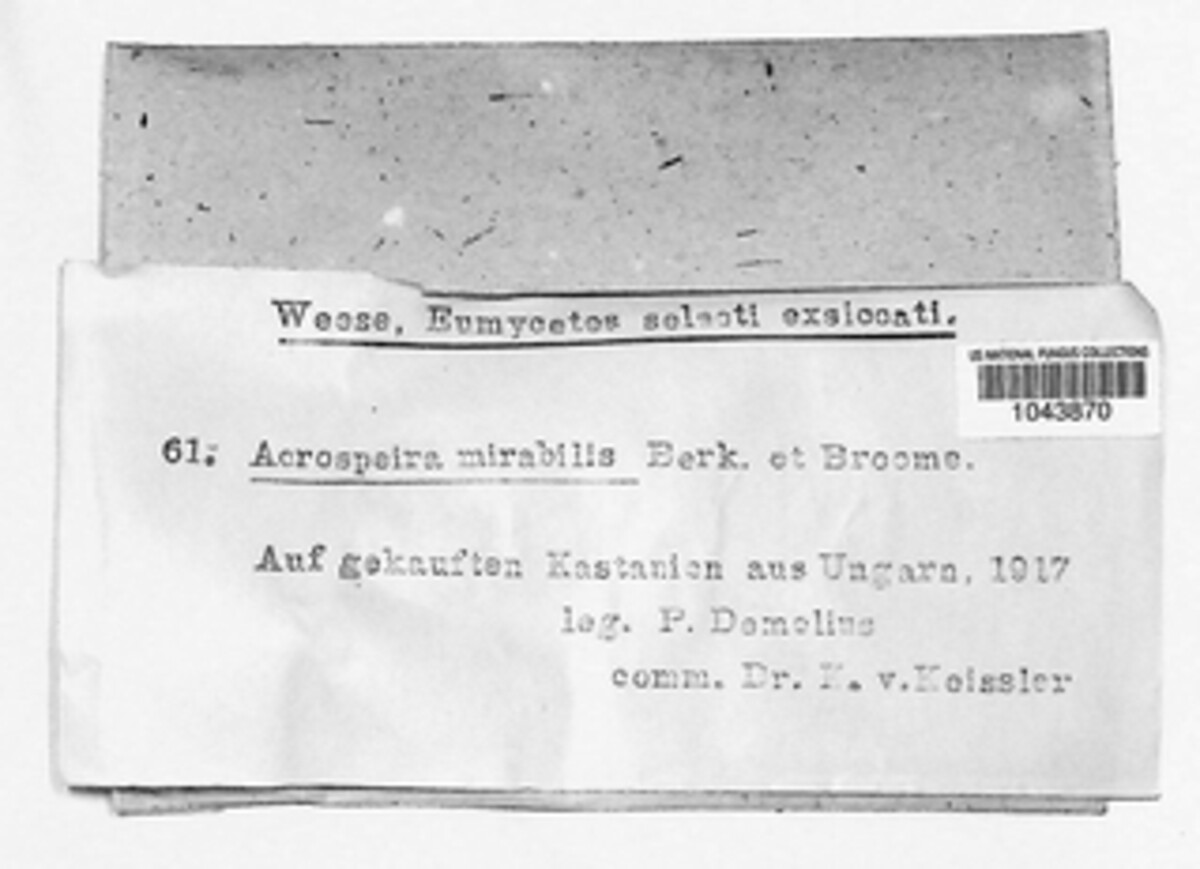 Weese, Eumycetes selecti exsiccati.
US NATIONAL FUNGUS COLLECTIONS
1043870
61. Acrospeira mirabilis Berk. et Broome.
Auf gekauften Kastanien aus Ungarn, 1917
leg. P. Demelius
comm. Dr. K. v. Keissler